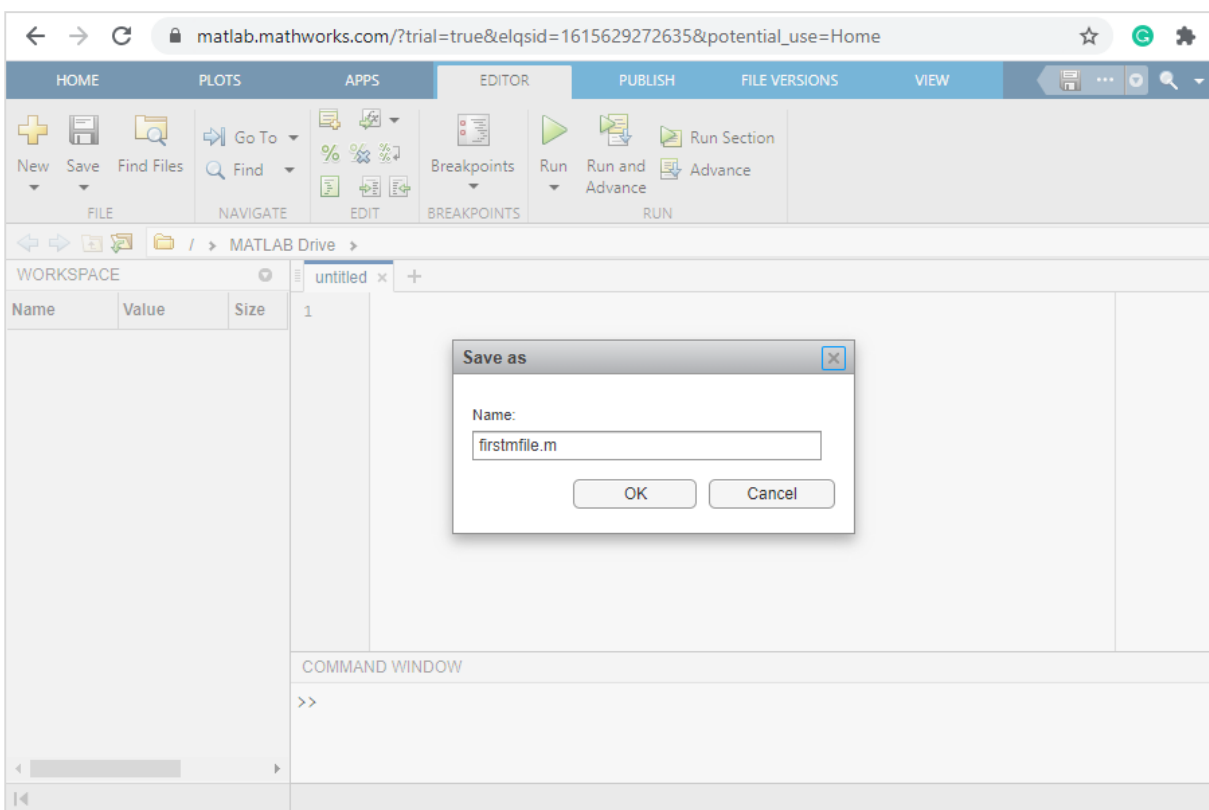 matlab.mathworks.com/?trial=true&elqsid=1615629272635&potential_use=Home
HOME PLOTS APPS EDITOR PUBLISH FILE VERSIONS VIEW
New Save Find Files Go To Find Breakpoints Run Run and Advance Run Section Advance
FILE NAVIGATE EDIT BREAKPOINTS RUN
/ > MATLAB Drive >
WORKSPACE
Name Value Size
untitled × +
1
Save as
Name:
firstmfile.m
OK Cancel
COMMAND WINDOW
>>